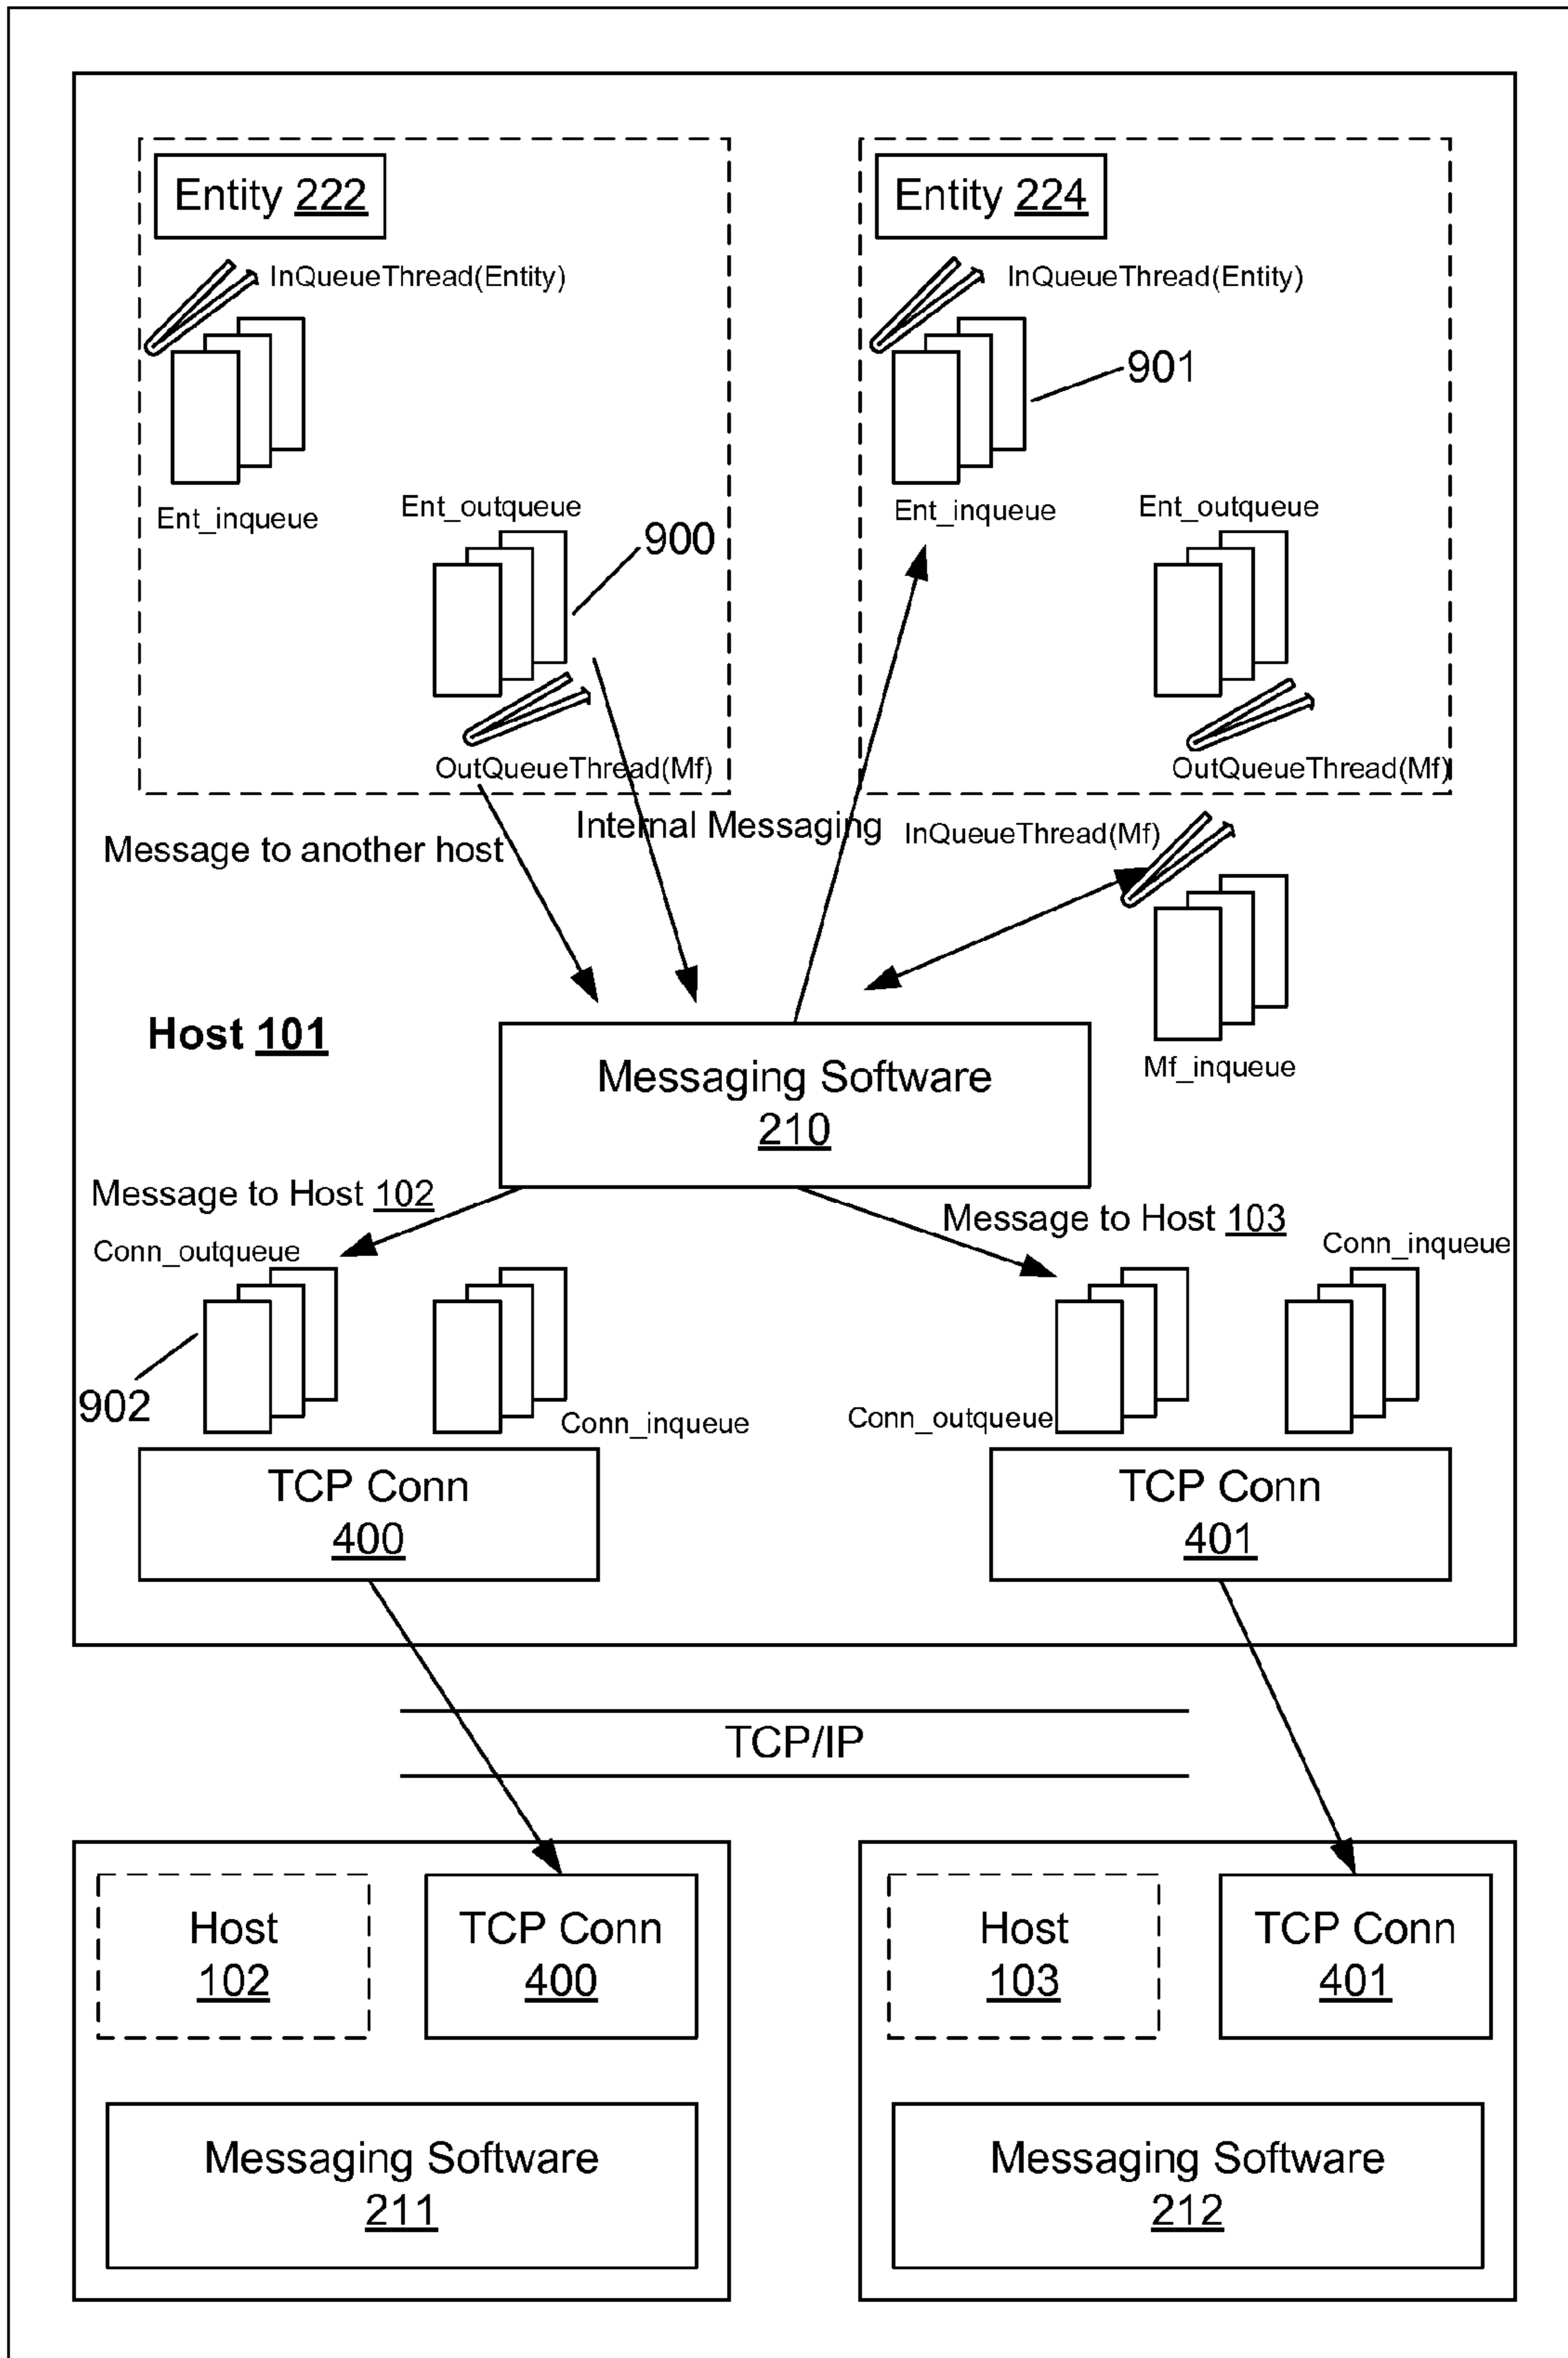 Entity 222
Entity 224
InQueueThread(Entity)
InQueueThread(Entity)
901
Ent_inqueue
Ent_outqueue
900
Ent_inqueue
Ent_outqueue
OutQueueThread(Mf)
OutQueueThread(Mf)
Message to another host
Internal Messaging
InQueueThread(Mf)
Host 101
Messaging Software
210
Mf_inqueue
Message to Host 102
Message to Host 103
Conn_outqueue
Conn_inqueue
902
Conn_inqueue
Conn_outqueue
TCP Conn
400
TCP Conn
401
TCP/IP
Host
102
TCP Conn
400
Host
103
TCP Conn
401
Messaging Software
211
Messaging Software
212